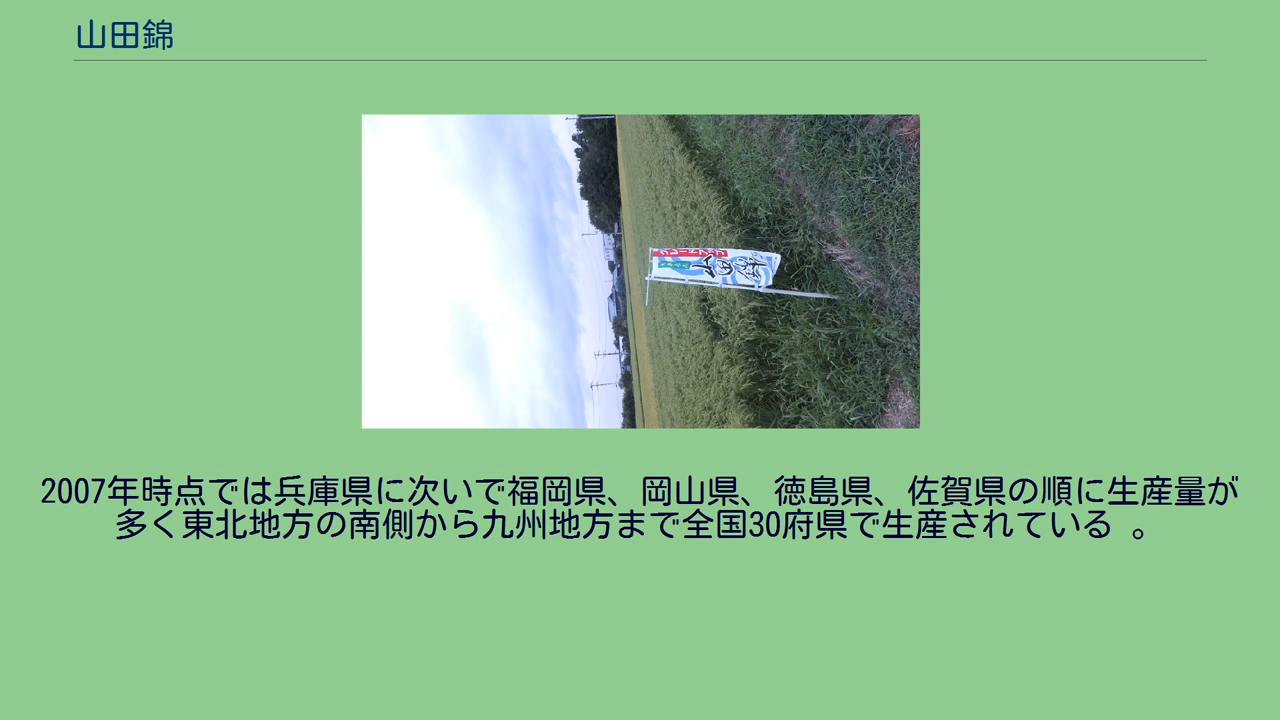 山田錦
2007年時点では兵庫県に次いで福岡県、岡山県、徳島県、佐賀県の順に生産量が
多く東北地方の南側から九州地方まで全国30府県で生産されている 。
山田錦